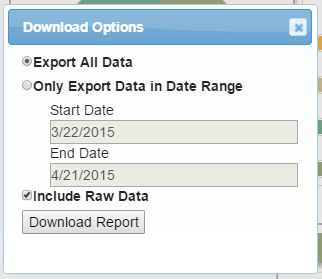 Download Options
Export All Data
Only Export Data in Date Range
Start Date
3/22/2015
End Date
4/21/2015
Include Raw Data
Download Report